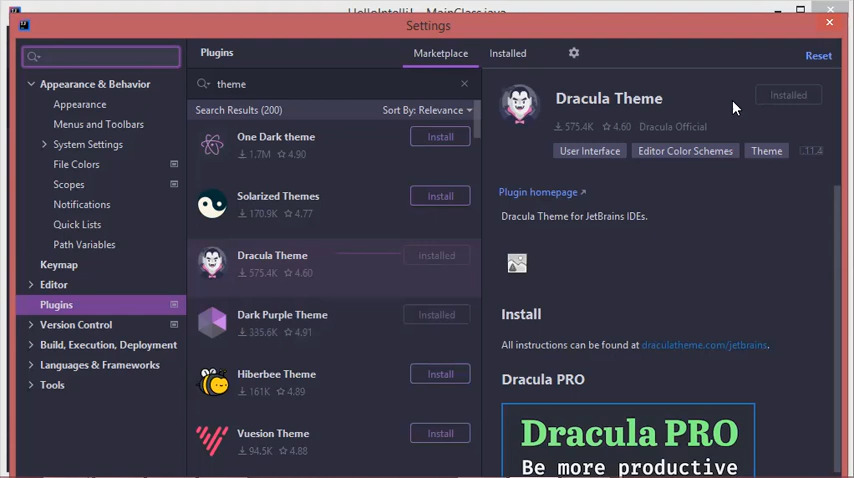 HelloIntelliJ - MainClass.java
Settings
Appearance & Behavior
Appearance
Menus and Toolbars
System Settings
File Colors
Scopes
Notifications
Quick Lists
Path Variables
Keymap
Editor
Plugins
Version Control
Build, Execution, Deployment
Languages & Frameworks
Tools
Plugins
Marketplace
Installed
Reset
theme
Search Results (200)
Sort By: Relevance
One Dark theme
Install
1.7M
4.90
Solarized Themes
Install
170.9K
4.77
Dracula Theme
Installed
575.4K
4.60
Dark Purple Theme
Installed
335.6K
4.91
Hiberbee Theme
Install
161K
4.89
Vuesion Theme
Install
94.5K
4.88
Dracula Theme
Installed
575.4K 4.60 Dracula Official
User Interface Editor Color Schemes Theme 1.11.4
Plugin homepage
Dracula Theme for JetBrains IDEs.
Install
All instructions can be found at draculatheme.com/jetbrains.
Dracula PRO
Dracula PRO
Be more productive